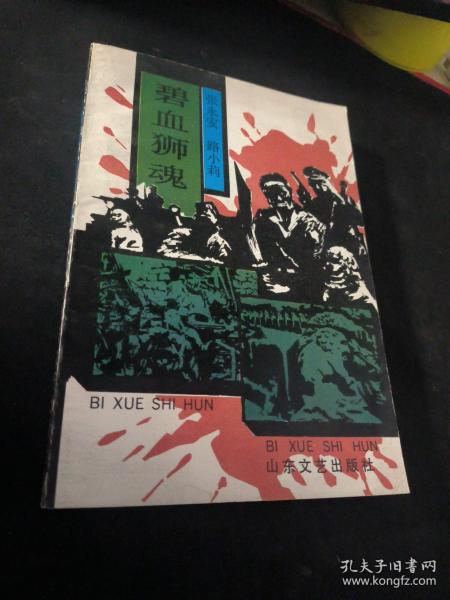 碧血狮魂
张永安 路小莉
BI XUE SHI HUN
BI XUE SHI HUN
山东文艺出版社
孔夫子旧书网
www.kongfz.com